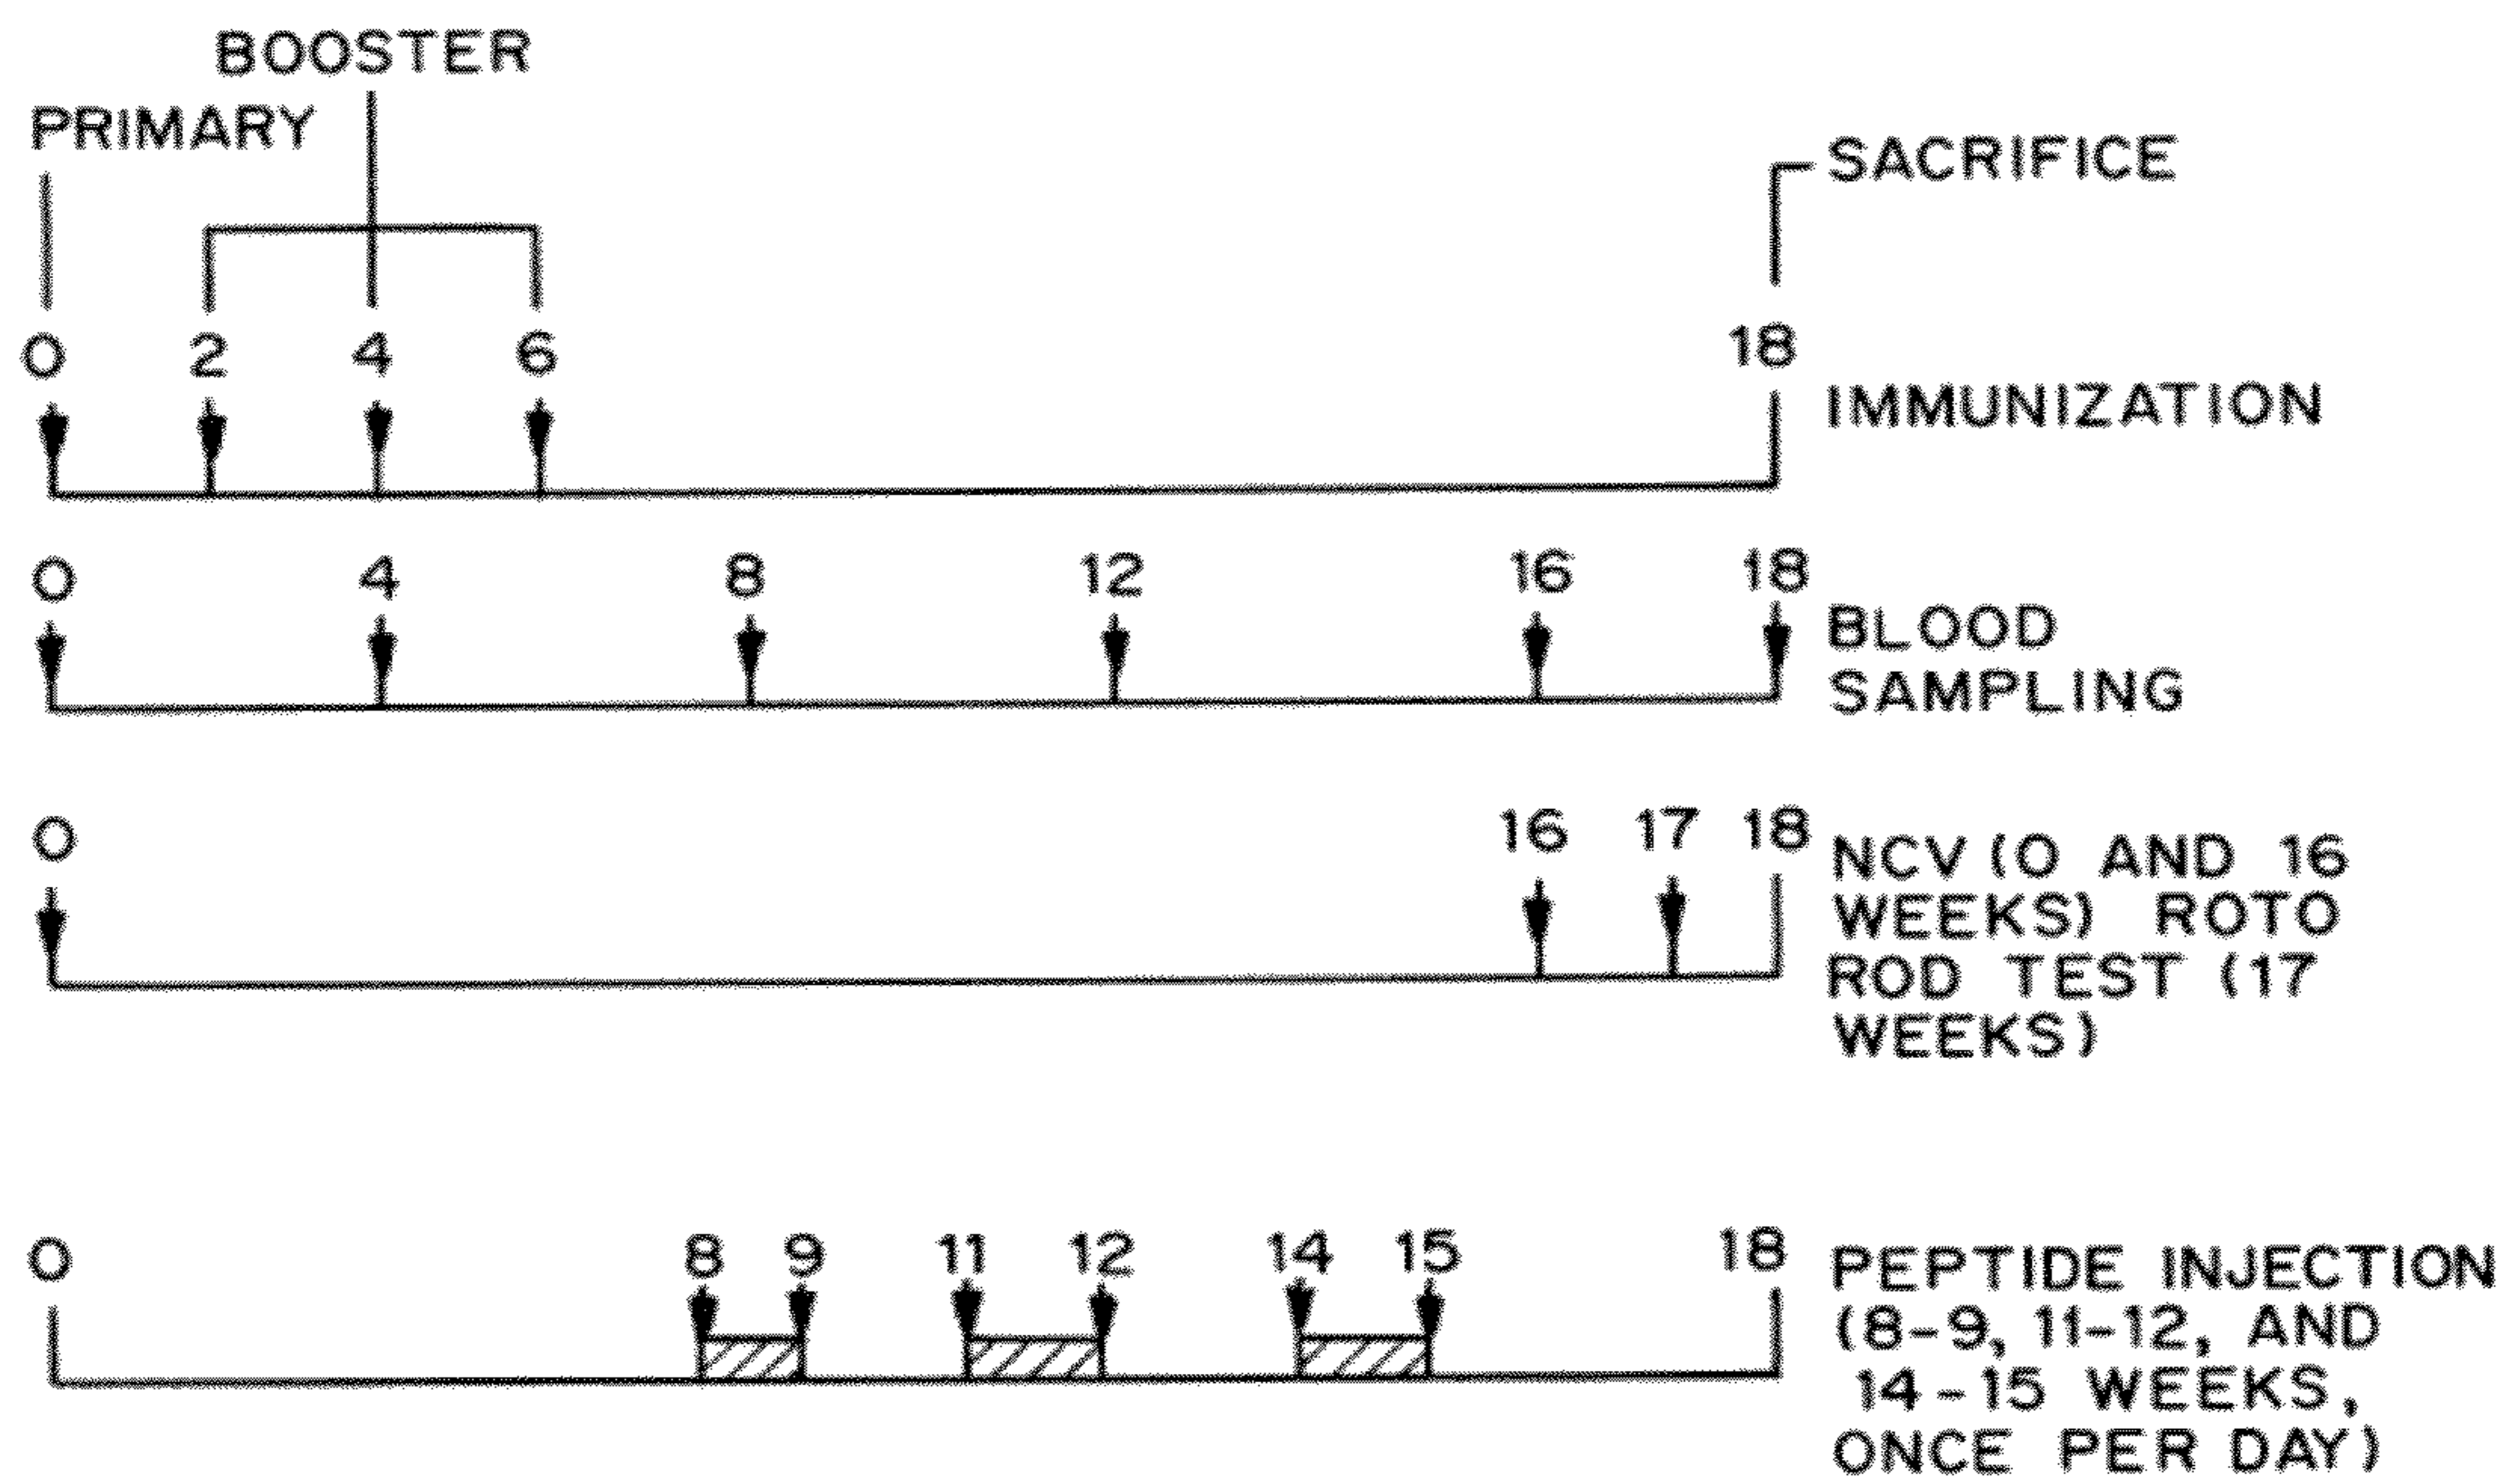 BOOSTER
PRIMARY
SACRIFICE
0 2 4 6 18
IMMUNIZATION
0 4 8 12 16 18
BLOOD
SAMPLING
0 16 17 18
NCV (0 AND 16
WEEKS) ROTO
ROD TEST (17
WEEKS)
0 8 9 11 12 14 15 18
PEPTIDE INJECTION
(8-9, 11-12, AND
14-15 WEEKS,
ONCE PER DAY)